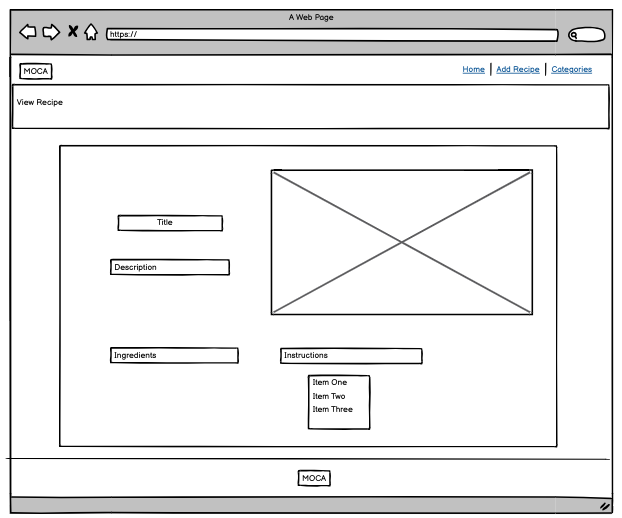 A Web Page
https://
MOCA
Home | Add Recipe | Categories
View Recipe
Title
Description
Ingredients
Instructions
Item One
Item Two
Item Three
MOCA